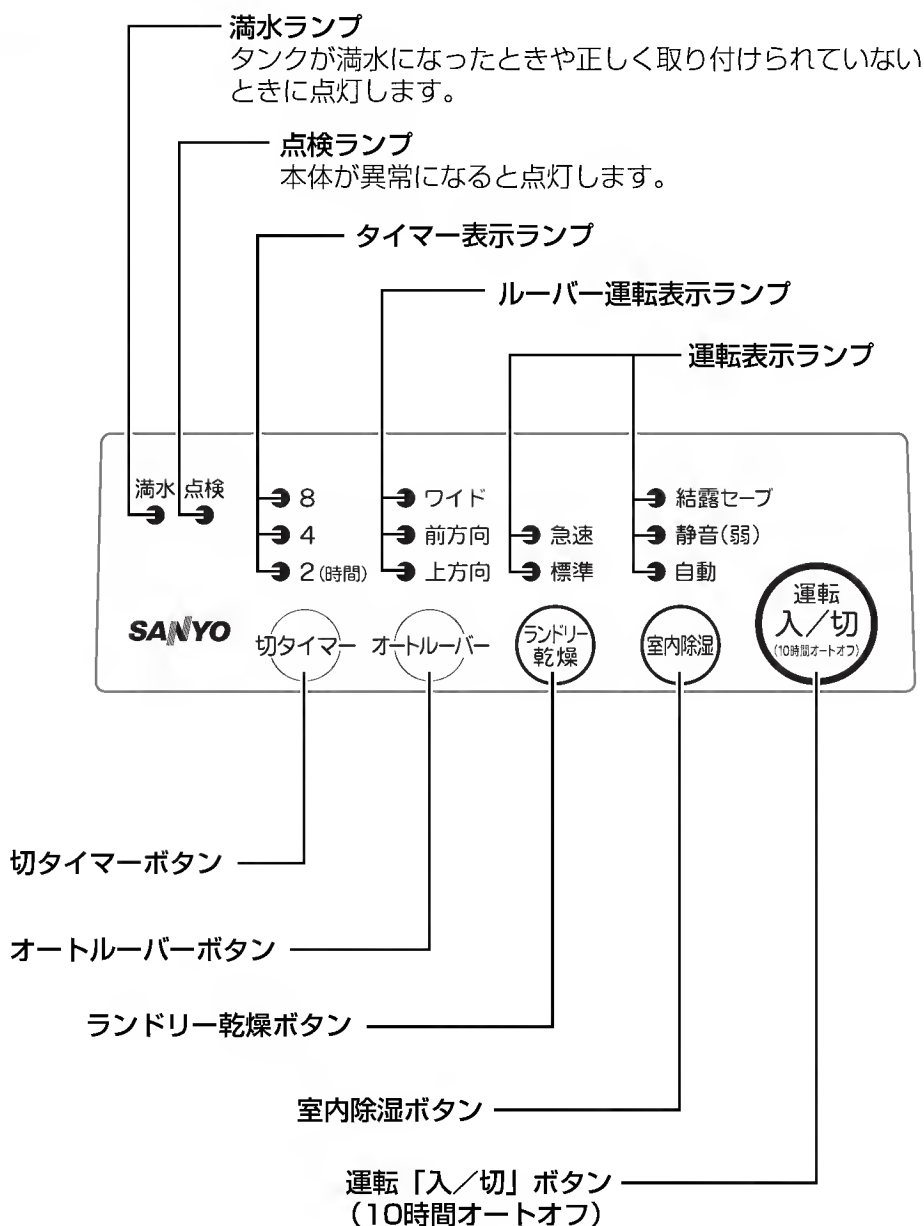 満水ランプ
タンクが満水になったときや正しく取り付けられていない
ときに点灯します。
点検ランプ
本体が異常になると点灯します。
タイマー表示ランプ
ルーバー運転表示ランプ
運転表示ランプ
満水 点検
8
4
2(時間)
ワイド
前方向
上方向
急速
標準
結露セーブ
静音(弱)
自動
SANYO
切タイマー
オートルーバー
ランドリー
乾燥
室内除湿
運転
入／切
(10時間オートオフ)
切タイマーボタン
オートルーバーボタン
ランドリー乾燥ボタン
室内除湿ボタン
運転「入／切」ボタン
(10時間オートオフ)